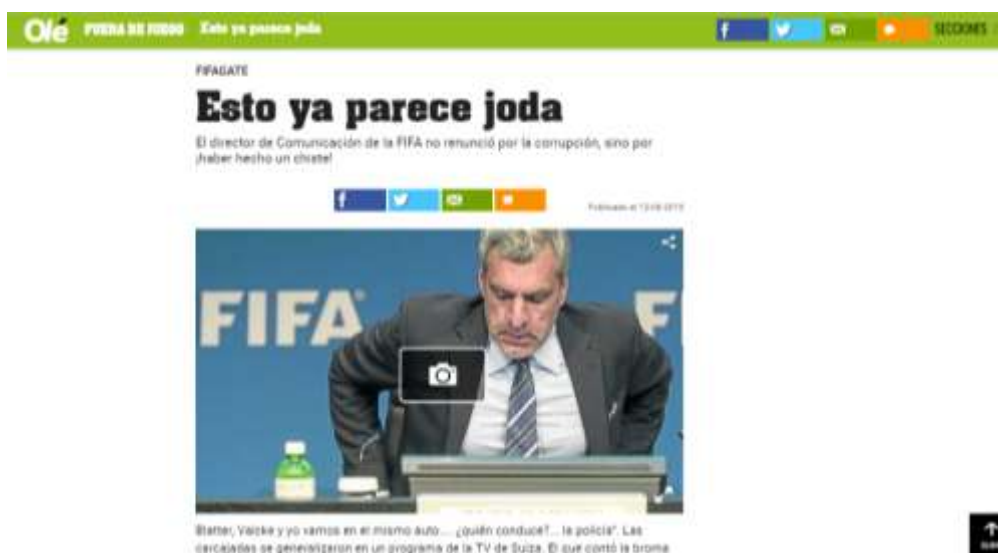 Olé FUERA DE JUEGO Esto ya parece joda SECCIONES
FIFAGATE
Esto ya parece joda
El director de Comunicación de la FIFA no renunció por la corrupción, sino por
¡haber hecho un chiste!
Publicado el
FIFA
F
Blatter, Valcke y yo vamos en el mismo auto... ¿quién conduce?... la policía". Las
carcajadas se generalizaron en un programa de la TV de Suiza. El que contó la broma